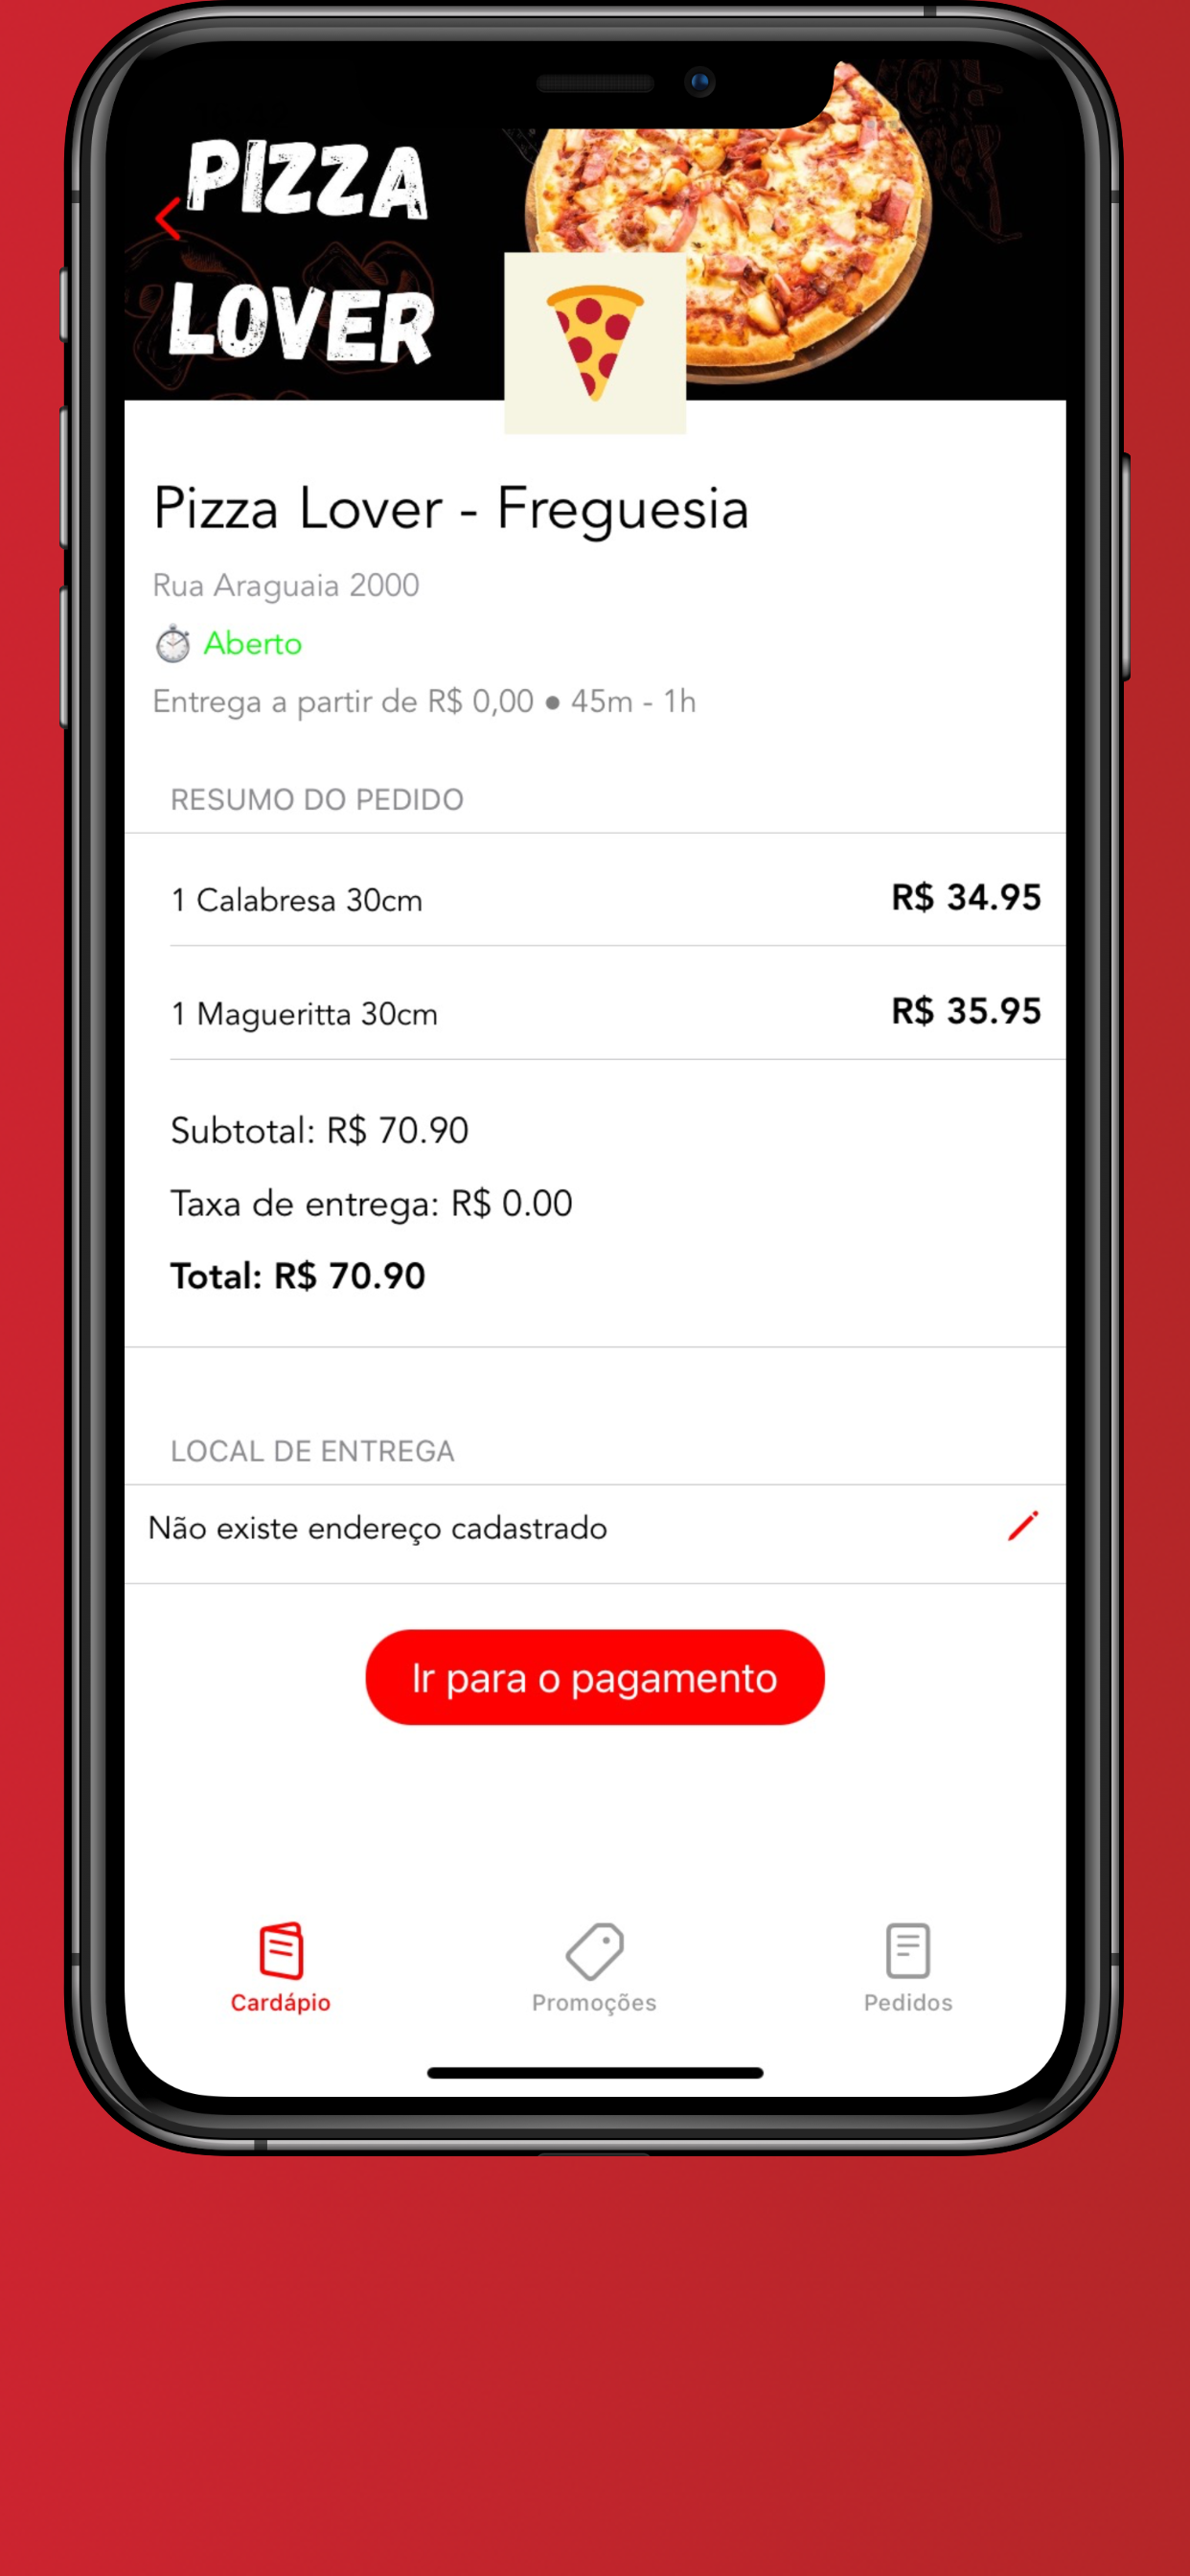 PIZZA
LOVER
Pizza Lover - Freguesia
Rua Araguaia 2000
Aberto
Entrega a partir de R$ 0,00 • 45m - 1h
RESUMO DO PEDIDO
1 Calabresa 30cm R$ 34.95
1 Magueritta 30cm R$ 35.95
Subtotal: R$ 70.90
Taxa de entrega: R$ 0.00
Total: R$ 70.90
LOCAL DE ENTREGA
Não existe endereço cadastrado
Ir para o pagamento
Cardápio Promoções Pedidos